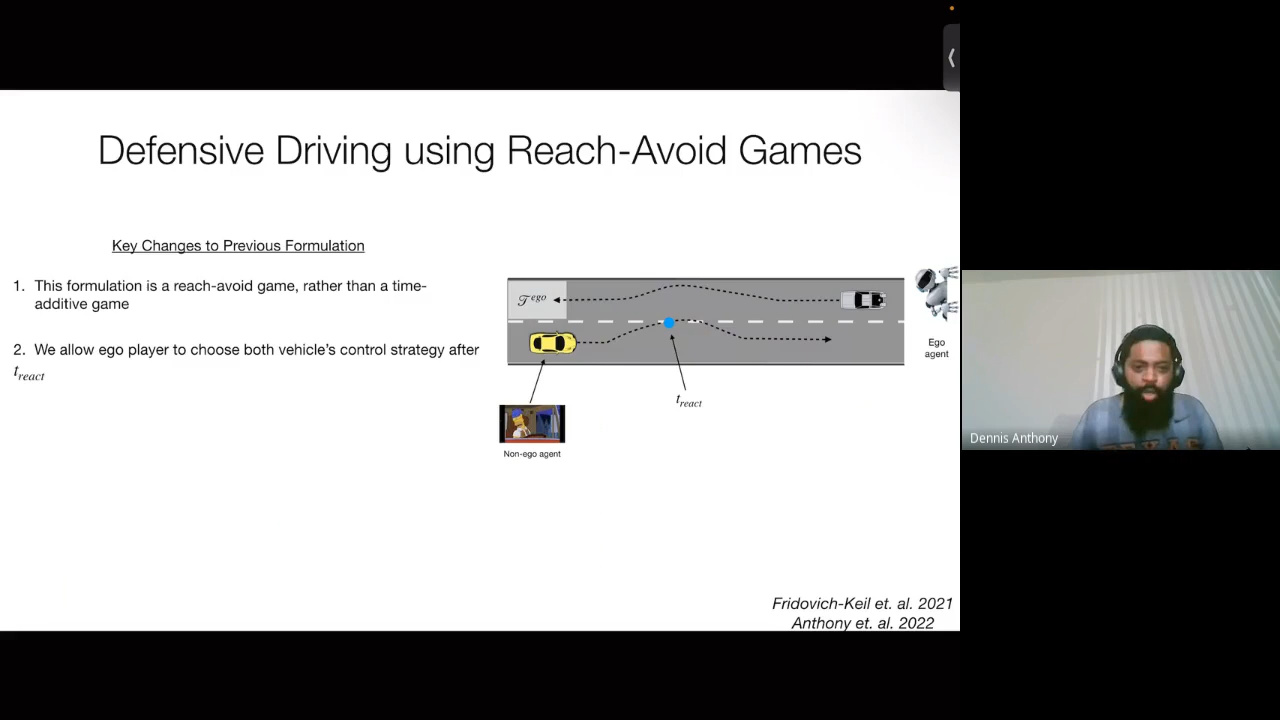 Defensive Driving using Reach-Avoid Games
Key Changes to Previous Formulation
1. This formulation is a reach-avoid game, rather than a time-
additive game
2. We allow ego player to choose both vehicle's control strategy after
t_react
𝒯^ego
Ego
agent
t_react
Non-ego agent
Dennis Anthony
TEXAS
Fridovich-Keil et. al. 2021
Anthony et. al. 2022